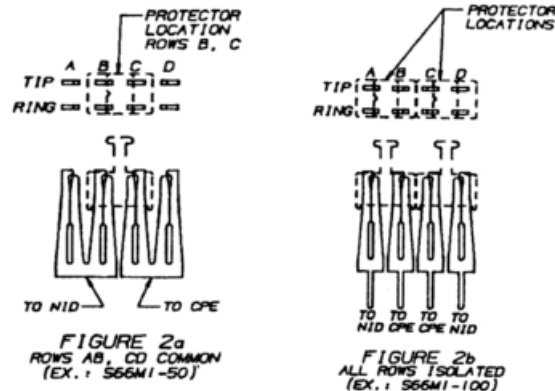 PROTECTOR
LOCATION
ROWS B, C
A B C D
TIP
RING
TO NID
TO CPE
FIGURE 2a
ROWS AB, CD COMMON
(EX.: S66M1-50)
PROTECTOR
LOCATIONS
A B C D
TIP
RING
TO NID
TO CPE
TO CPE
TO NID
FIGURE 2b
ALL ROWS ISOLATED
(EX.: S66M1-100)